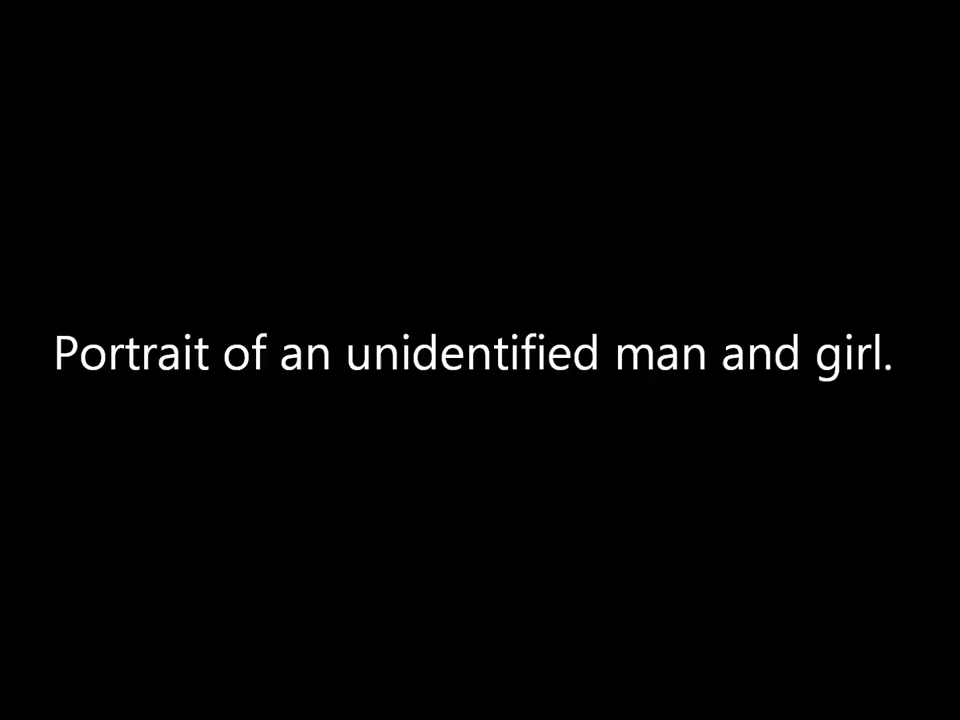 Portrait of an unidentified man and girl.